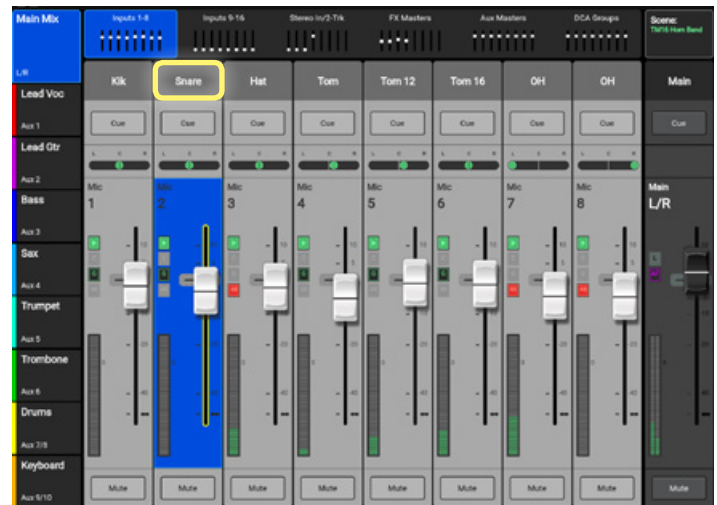 Main Mix
L/R
Inputs 1-8
Inputs 9-16
Stereo In/2-Trk
FX Masters
Aux Masters
DCA Groups
Scene:
TM16 Horn Band
Lead Voc
Aux 1
Lead Gtr
Aux 2
Bass
Aux 3
Sax
Aux 4
Trumpet
Aux 5
Trombone
Aux 6
Drums
Aux 7/8
Keyboard
Aux 9/10
Kik
Snare
Hat
Tom
Tom 12
Tom 16
OH
OH
Main
Cue
Cue
Cue
Cue
Cue
Cue
Cue
Cue
Cue
Mic
1
Mic
2
Mic
3
Mic
4
Mic
5
Mic
6
Mic
7
Mic
8
Main
L/R
Mute
Mute
Mute
Mute
Mute
Mute
Mute
Mute
Mute